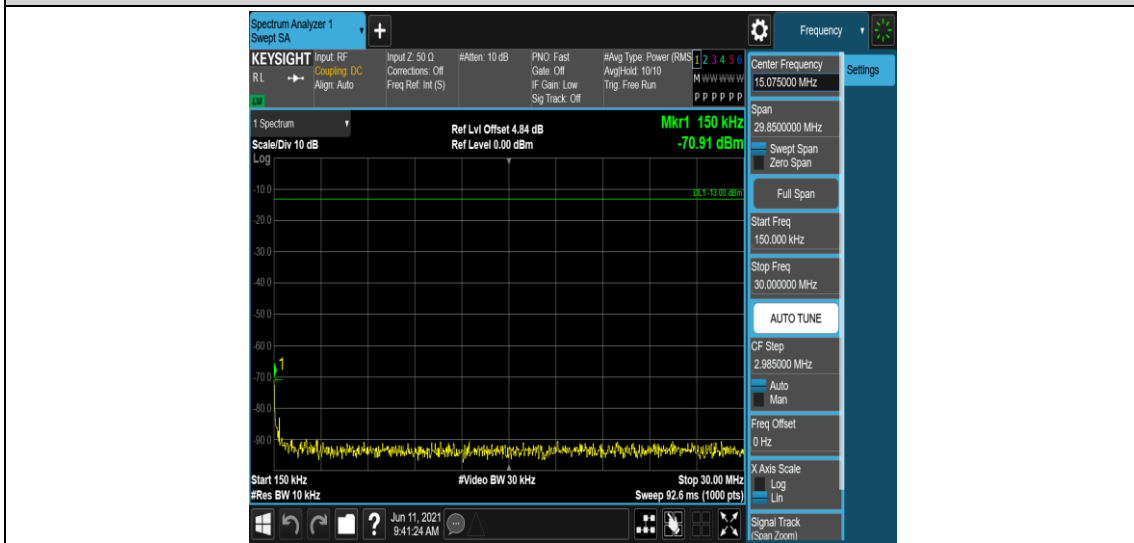 Spectrum Analyzer 1
Swept SA
+
Frequency
KEYSIGHT
RL
LXI
Input: RF
Coupling: DC
Align: Auto
Input Z: 50 Ω
Corrections: Off
Freq Ref: Int (S)
#Atten: 10 dB
PNO: Fast
Gate: Off
IF Gain: Low
Sig Track: Off
#Avg Type: Power (RMS
Avg|Hold: 10/10
Trig: Free Run
1 2 3 4 5 6
M W W W W W
P P P P P P
1 Spectrum
Scale/Div 10 dB
Log
Ref Lvl Offset 4.84 dB
Ref Level 0.00 dBm
Mkr1 150 kHz
-70.91 dBm
DL1 -13.00 dBm
-10.0
-20.0
-30.0
-40.0
-50.0
-60.0
1
-70.0
-80.0
-90.0
Start 150 kHz
#Res BW 10 kHz
#Video BW 30 kHz
Stop 30.00 MHz
Sweep 92.6 ms (1000 pts)
Center Frequency
15.075000 MHz
Settings
Span
29.8500000 MHz
Swept Span
Zero Span
Full Span
Start Freq
150.000 kHz
Stop Freq
30.000000 MHz
AUTO TUNE
CF Step
2.985000 MHz
Auto
Man
Freq Offset
0 Hz
X Axis Scale
Log
Lin
Signal Track
(Span Zoom)
?
Jun 11, 2021
9:41:24 AM